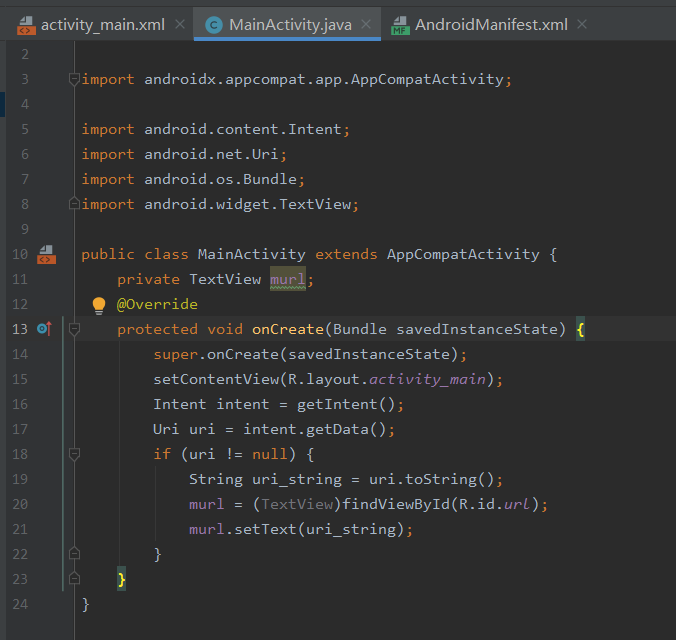 activity_main.xml MainActivity.java AndroidManifest.xml
2
3 import androidx.appcompat.app.AppCompatActivity;
4
5 import android.content.Intent;
6 import android.net.Uri;
7 import android.os.Bundle;
8 import android.widget.TextView;
9
10 public class MainActivity extends AppCompatActivity {
11 private TextView murl;
12 @Override
13 protected void onCreate(Bundle savedInstanceState) {
14 super.onCreate(savedInstanceState);
15 setContentView(R.layout.activity_main);
16 Intent intent = getIntent();
17 Uri uri = intent.getData();
18 if (uri != null) {
19 String uri_string = uri.toString();
20 murl = (TextView)findViewById(R.id.url);
21 murl.setText(uri_string);
22 }
23 }
24 }